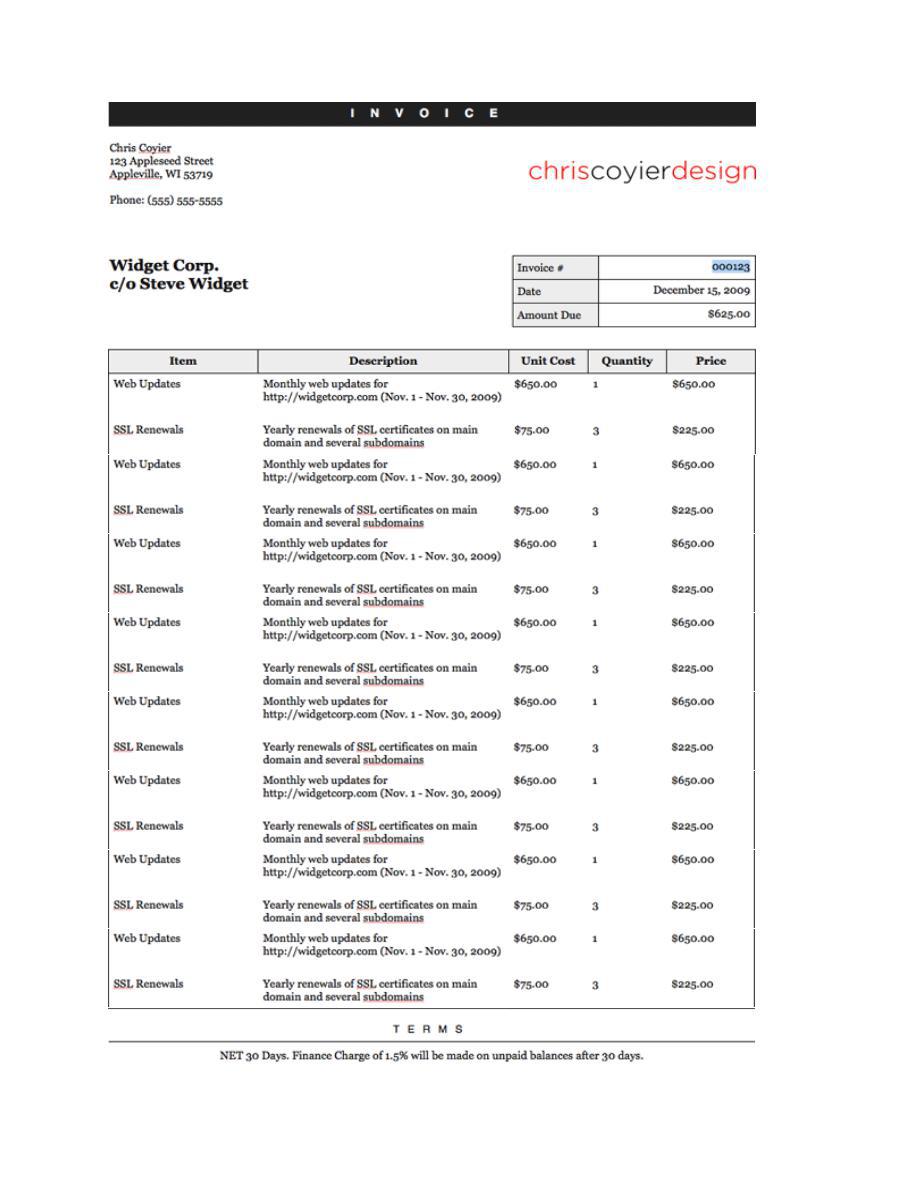 INVOICE
Chris Coyier
123 Appleseed Street
Appleville, WI 53719
Phone: (555) 555-5555
chriscoyierdesign
Widget Corp.
c/o Steve Widget
Invoice # 000123
Date December 15, 2009
Amount Due $625.00
Item Description Unit Cost Quantity Price
Web Updates Monthly web updates for $650.00 1 $650.00
http://widgetcorp.com (Nov. 1 - Nov. 30, 2009)
SSL Renewals Yearly renewals of SSL certificates on main $75.00 3 $225.00
domain and several subdomains
Web Updates Monthly web updates for $650.00 1 $650.00
http://widgetcorp.com (Nov. 1 - Nov. 30, 2009)
SSL Renewals Yearly renewals of SSL certificates on main $75.00 3 $225.00
domain and several subdomains
Web Updates Monthly web updates for $650.00 1 $650.00
http://widgetcorp.com (Nov. 1 - Nov. 30, 2009)
SSL Renewals Yearly renewals of SSL certificates on main $75.00 3 $225.00
domain and several subdomains
Web Updates Monthly web updates for $650.00 1 $650.00
http://widgetcorp.com (Nov. 1 - Nov. 30, 2009)
SSL Renewals Yearly renewals of SSL certificates on main $75.00 3 $225.00
domain and several subdomains
Web Updates Monthly web updates for $650.00 1 $650.00
http://widgetcorp.com (Nov. 1 - Nov. 30, 2009)
SSL Renewals Yearly renewals of SSL certificates on main $75.00 3 $225.00
domain and several subdomains
Web Updates Monthly web updates for $650.00 1 $650.00
http://widgetcorp.com (Nov. 1 - Nov. 30, 2009)
SSL Renewals Yearly renewals of SSL certificates on main $75.00 3 $225.00
domain and several subdomains
Web Updates Monthly web updates for $650.00 1 $650.00
http://widgetcorp.com (Nov. 1 - Nov. 30, 2009)
SSL Renewals Yearly renewals of SSL certificates on main $75.00 3 $225.00
domain and several subdomains
Web Updates Monthly web updates for $650.00 1 $650.00
http://widgetcorp.com (Nov. 1 - Nov. 30, 2009)
SSL Renewals Yearly renewals of SSL certificates on main $75.00 3 $225.00
domain and several subdomains
TERMS
NET 30 Days. Finance Charge of 1.5% will be made on unpaid balances after 30 days.